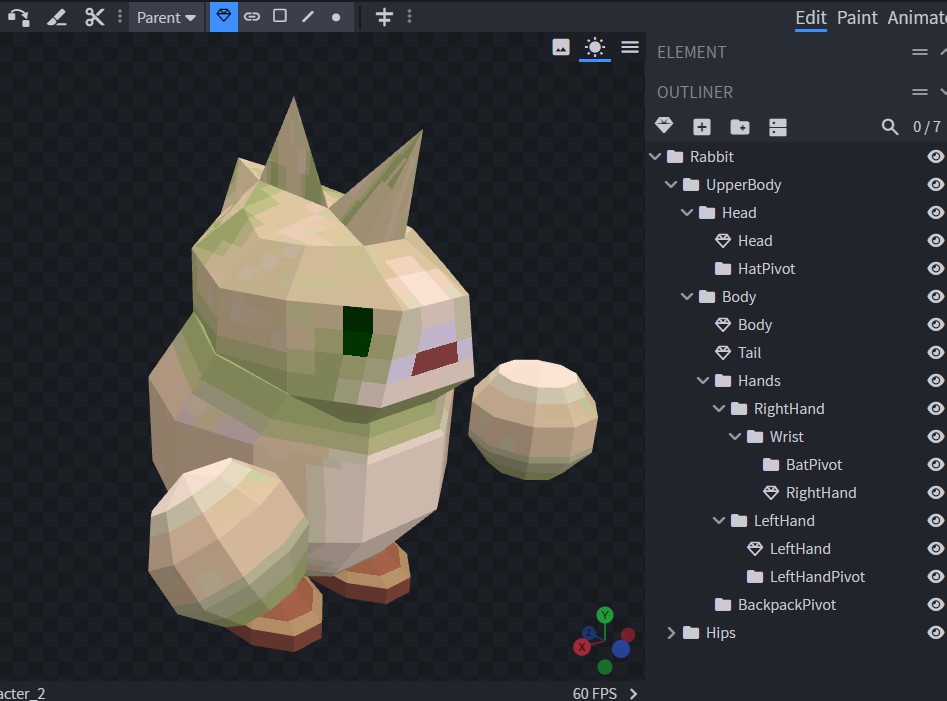 Parent
Edit Paint Animat
ELEMENT
OUTLINER
0 / 7
Rabbit
UpperBody
Head
Head
HatPivot
Body
Body
Tail
Hands
RightHand
Wrist
BatPivot
RightHand
LeftHand
LeftHand
LeftHandPivot
BackpackPivot
Hips
Y
Z
X
acter_2
60 FPS